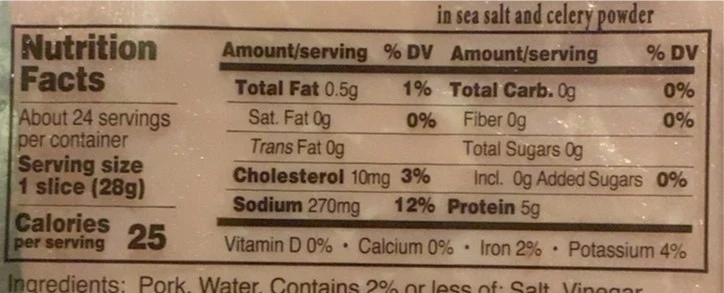 in sea salt and celery powder
Nutrition
Facts
About 24 servings
per container
Serving size
1 slice (28g)
Calories
per serving 25
Amount/serving % DV Amount/serving % DV
Total Fat 0.5g 1% Total Carb. 0g 0%
Sat. Fat 0g 0% Fiber 0g 0%
Trans Fat 0g Total Sugars 0g
Cholesterol 10mg 3% Incl. 0g Added Sugars 0%
Sodium 270mg 12% Protein 5g
Vitamin D 0% • Calcium 0% • Iron 2% • Potassium 4%
Ingredients: Pork, Water, Contains 2% or less of: Salt, Vinegar